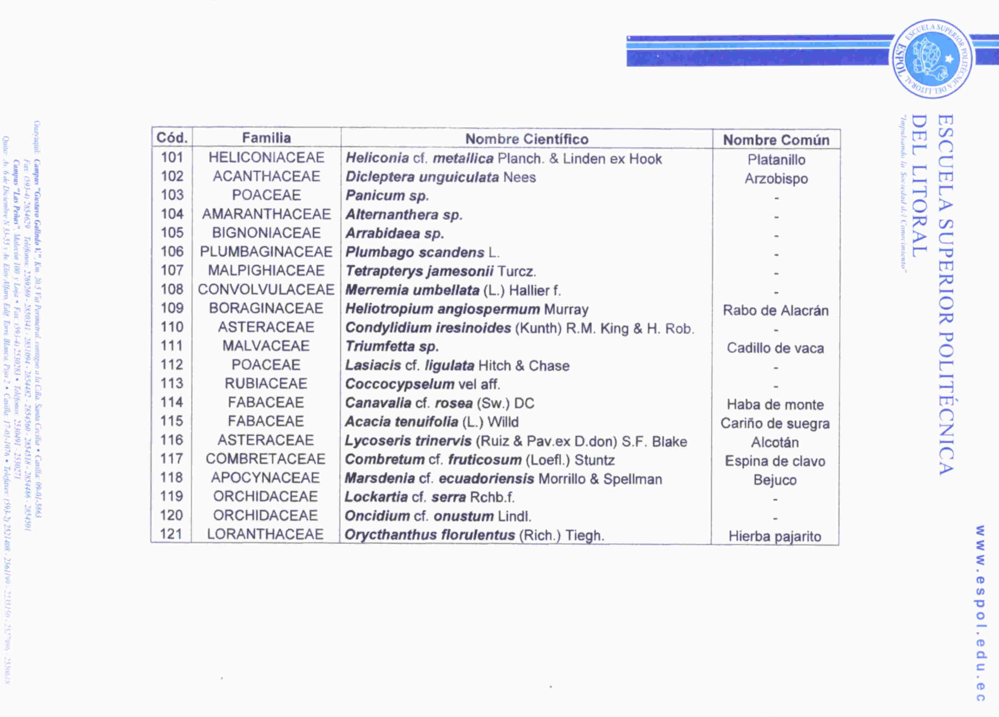 ESCUELA SUPERIOR POLITÉCNICA DEL LITORAL
ESPOL
ESCUELA SUPERIOR POLITÉCNICA
DEL LITORAL
"Impulsando la Sociedad del Conocimiento"
Cód. Familia Nombre Científico Nombre Común
101 HELICONIACEAE Heliconia cf. metallica Planch. & Linden ex Hook Platanillo
102 ACANTHACEAE Dicleptera unguiculata Nees Arzobispo
103 POACEAE Panicum sp. -
104 AMARANTHACEAE Alternanthera sp. -
105 BIGNONIACEAE Arrabidaea sp. -
106 PLUMBAGINACEAE Plumbago scandens L. -
107 MALPIGHIACEAE Tetrapterys jamesonii Turcz. -
108 CONVOLVULACEAE Merremia umbellata (L.) Hallier f. -
109 BORAGINACEAE Heliotropium angiospermum Murray Rabo de Alacrán
110 ASTERACEAE Condylidium iresinoides (Kunth) R.M. King & H. Rob. -
111 MALVACEAE Triumfetta sp. Cadillo de vaca
112 POACEAE Lasiacis cf. ligulata Hitch & Chase -
113 RUBIACEAE Coccocypselum vel aff. -
114 FABACEAE Canavalia cf. rosea (Sw.) DC Haba de monte
115 FABACEAE Acacia tenuifolia (L.) Willd Cariño de suegra
116 ASTERACEAE Lycoseris trinervis (Ruiz & Pav.ex D.don) S.F. Blake Alcotán
117 COMBRETACEAE Combretum cf. fruticosum (Loefl.) Stuntz Espina de clavo
118 APOCYNACEAE Marsdenia cf. ecuadoriensis Morrillo & Spellman Bejuco
119 ORCHIDACEAE Lockartia cf. serra Rchb.f. -
120 ORCHIDACEAE Oncidium cf. onustum Lindl. -
121 LORANTHACEAE Orycthanthus florulentus (Rich.) Tiegh. Hierba pajarito
www.espol.edu.ec
Guayaquil: Campus "Gustavo Galindo V.", Km. 30.5 Vía Perimetral, contiguo a la Cdla. Santa Cecilia • Casilla: 09-01-5863
Fax: (593-4) 2854629 Teléfonos: 2269269 - 2850341 - 2851094 - 2854482 - 2854560 - 2854518 - 2854486 - 2854501
Campus "Las Peñas", Malecón 100 y Loja • Fax: (593-4) 2530283 • Teléfonos: 2530491 - 2530271
Quito: Av. 6 de Diciembre N 33-55 y Av. Eloy Alfaro, Edif. Torre Blanca, Piso 2 • Casilla: 17-01-1076 • Telefaxes: (593-2) 2521408 - 2561199